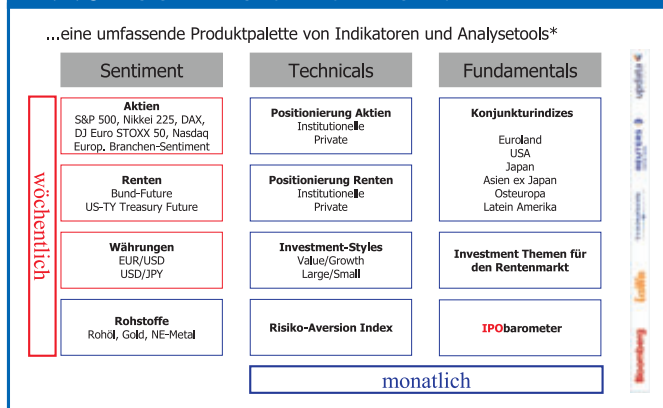 ...eine umfassende Produktpalette von Indikatoren und Analysetools*
Sentiment
Technicals
Fundamentals
wöchentlich
Aktien
S&P 500, Nikkei 225, DAX,
DJ Euro STOXX 50, Nasdaq
Europ. Branchen-Sentiment
Renten
Bund-Future
US-TY Treasury Future
Währungen
EUR/USD
USD/JPY
Rohstoffe
Rohöl, Gold, NE-Metal
Positionierung Aktien
Institutionelle
Private
Positionierung Renten
Institutionelle
Private
Investment-Styles
Value/Growth
Large/Small
Risiko-Aversion Index
Konjunkturindizes
Euroland
USA
Japan
Asien ex Japan
Osteuropa
Latein Amerika
Investment Themen für
den Rentenmarkt
IPObarometer
monatlich
updata
REUTERS
Bloomberg